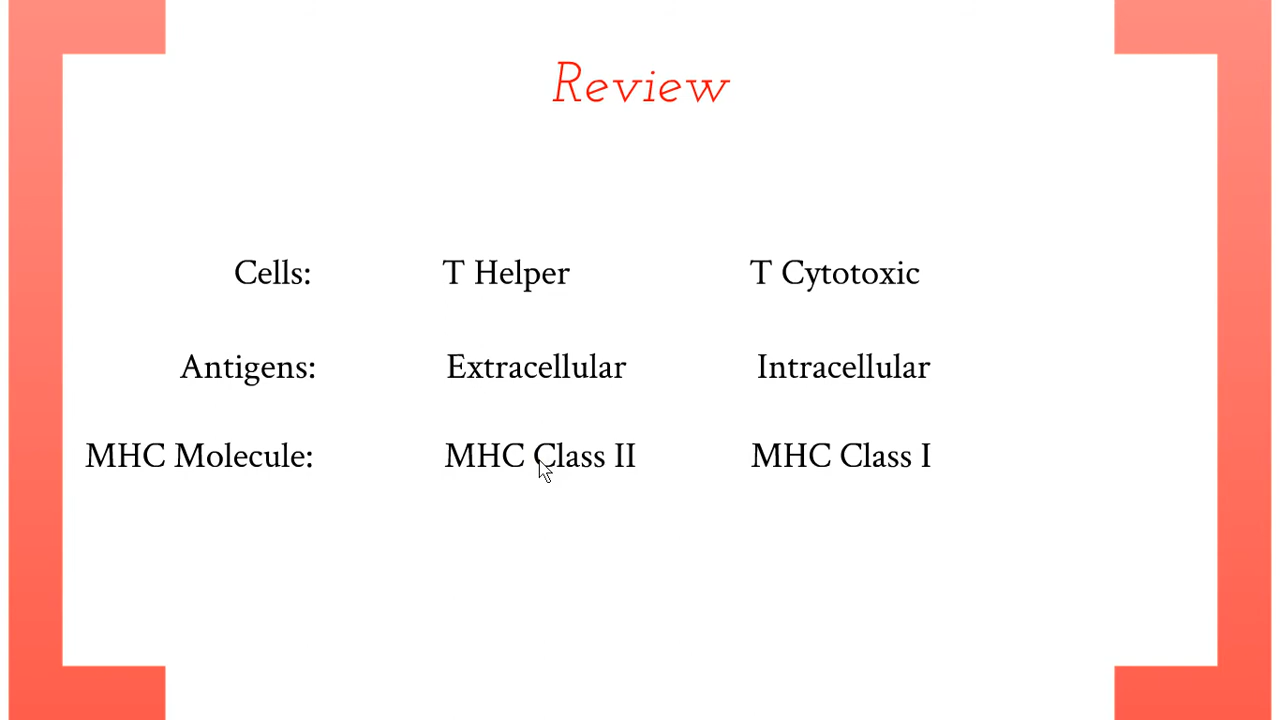 Review
Cells: T Helper T Cytotoxic
Antigens: Extracellular Intracellular
MHC Molecule: MHC Class II MHC Class I